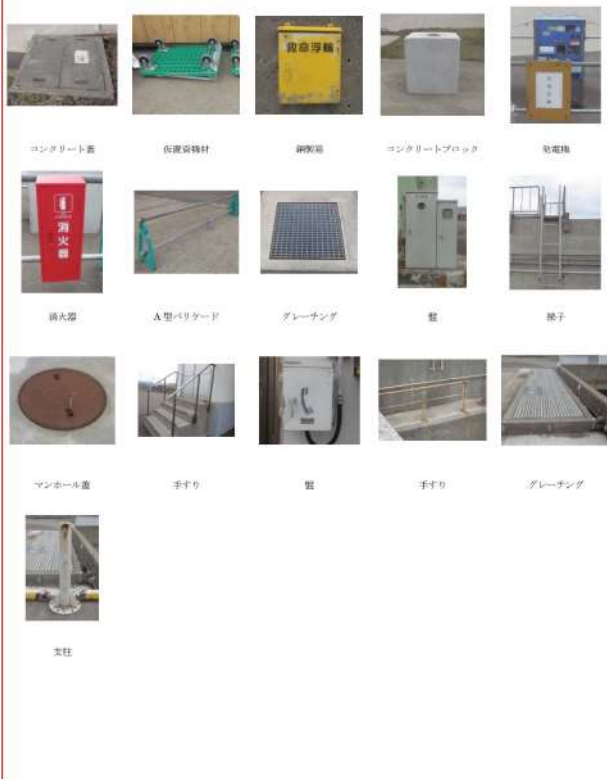 救命浮輪
コンクリート蓋
仮置資機材
鋼製箱
コンクリートブロック
発電機
消火器
消火器
A型バリケード
グレーチング
盤
梯子
マンホール蓋
手すり
盤
手すり
グレーチング
支柱